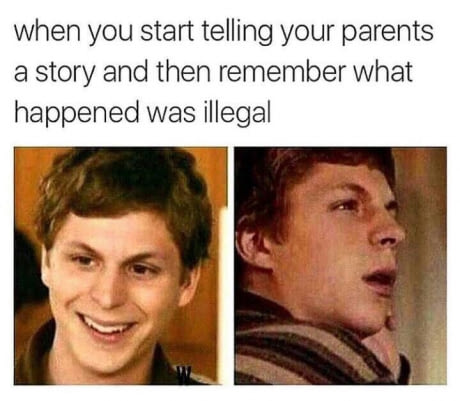 when you start telling your parents
a story and then remember what
happened was illegal
W